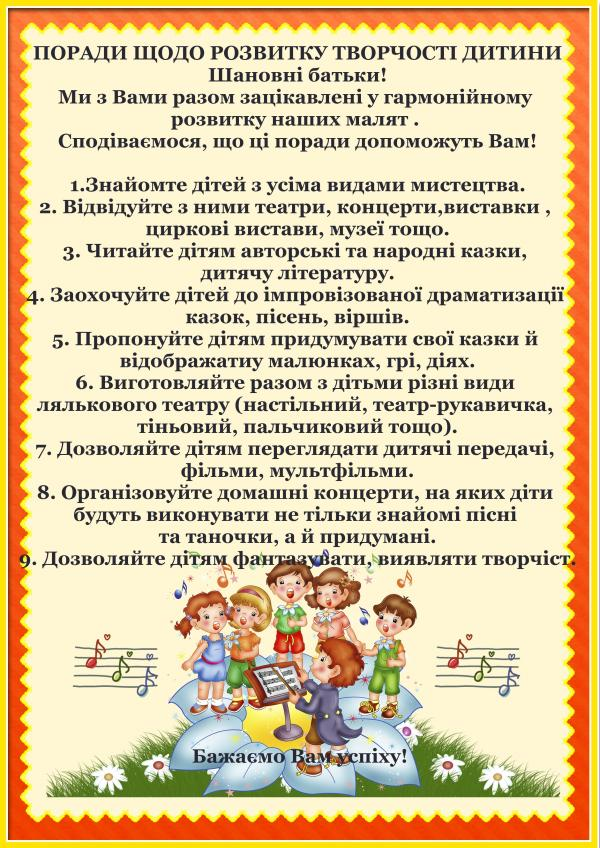 ПОРАДИ ЩОДО РОЗВИТКУ ТВОРЧОСТІ ДИТИНИ
Шановні батьки!
Ми з Вами разом зацікавлені у гармонійному
розвитку наших малят .
Сподіваємося, що ці поради допоможуть Вам!
1.Знайомте дітей з усіма видами мистецтва.
2. Відвідуйте з ними театри, концерти,виставки ,
циркові вистави, музеї тощо.
3. Читайте дітям авторські та народні казки,
дитячу літературу.
4. Заохочуйте дітей до імпровізованої драматизації
казок, пісень, віршів.
5. Пропонуйте дітям придумувати свої казки й
відображатиу малюнках, грі, діях.
6. Виготовляйте разом з дітьми різні види
лялькового театру (настільний, театр-рукавичка,
тіньовий, пальчиковий тощо).
7. Дозволяйте дітям переглядати дитячі передачі,
фільми, мультфільми.
8. Організовуйте домашні концерти, на яких діти
будуть виконувати не тільки знайомі пісні
та таночки, а й придумані.
9. Дозволяйте дітям фантазувати, виявляти творчіст.
Бажаємо Вам успіху!